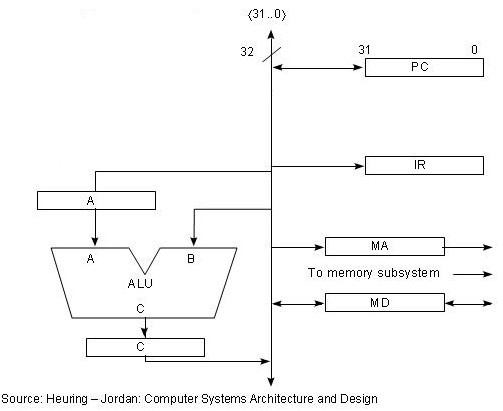 ⟨31..0⟩
32
31 0
PC
IR
A
A B
ALU
C
C
MA
To memory subsystem
MD
Source: Heuring – Jordan: Computer Systems Architecture and Design